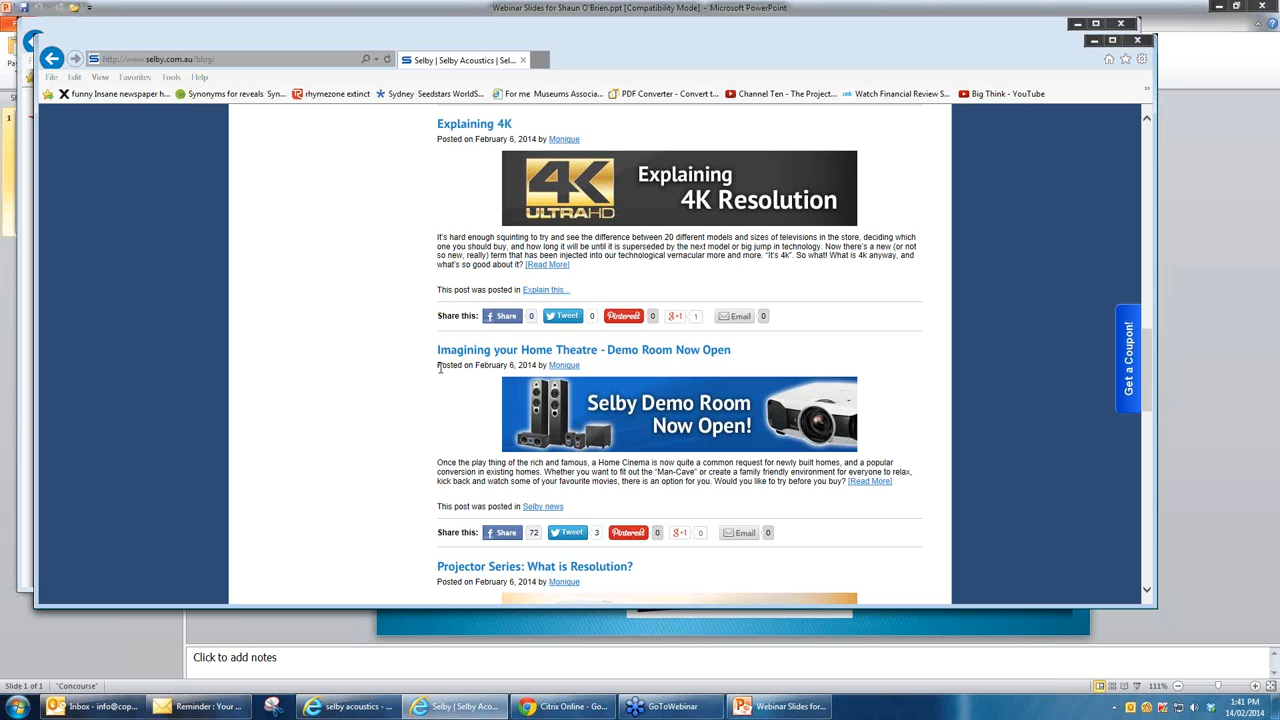 Webinar Slides for Shaun O'Brien.ppt [Compatibility Mode] - Microsoft PowerPoint
http://www.selby.com.au/blog/
Selby | Selby Acoustics | Sel...
File Edit View Favorites Tools Help
funny Insane newspaper h... Synonyms for reveals Syn... rhymezone extinct Sydney Seedstars WorldS... For me Museums Associa... PDF Converter - Convert t... Channel Ten - The Project... Watch Financial Review S... Big Think - YouTube
Explaining 4K
Posted on February 6, 2014 by Monique
4K
ULTRAHD
Explaining
4K Resolution
It's hard enough squinting to try and see the difference between 20 different models and sizes of televisions in the store, deciding which
one you should buy, and how long it will be until it is superseded by the next model or big jump in technology. Now there's a new (or not
so new, really) term that has been injected into our technological vernacular more and more. "It's 4k". So what! What is 4k anyway, and
what's so good about it? [Read More]
This post was posted in Explain this...
Share this: Share 0 Tweet 0 Pinterest 0 g+1 1 Email 0
Get a Coupon!
Imagining your Home Theatre - Demo Room Now Open
Posted on February 6, 2014 by Monique
Selby Demo Room
Now Open!
Once the play thing of the rich and famous, a Home Cinema is now quite a common request for newly built homes, and a popular
conversion in existing homes. Whether you want to fit out the "Man-Cave" or create a family friendly environment for everyone to relax,
kick back and watch some of your favourite movies, there is an option for you. Would you like to try before you buy? [Read More]
This post was posted in Selby news
Share this: Share 72 Tweet 3 Pinterest 0 g+1 0 Email 0
Projector Series: What is Resolution?
Posted on February 6, 2014 by Monique
Click to add notes
Slide 1 of 1 "Concourse" 111%
Inbox - info@cop... Reminder : Your ... selby acoustics - ... Selby | Selby Aco... Citrix Online - Go... GoToWebinar Webinar Slides for...
1:41 PM
14/02/2014